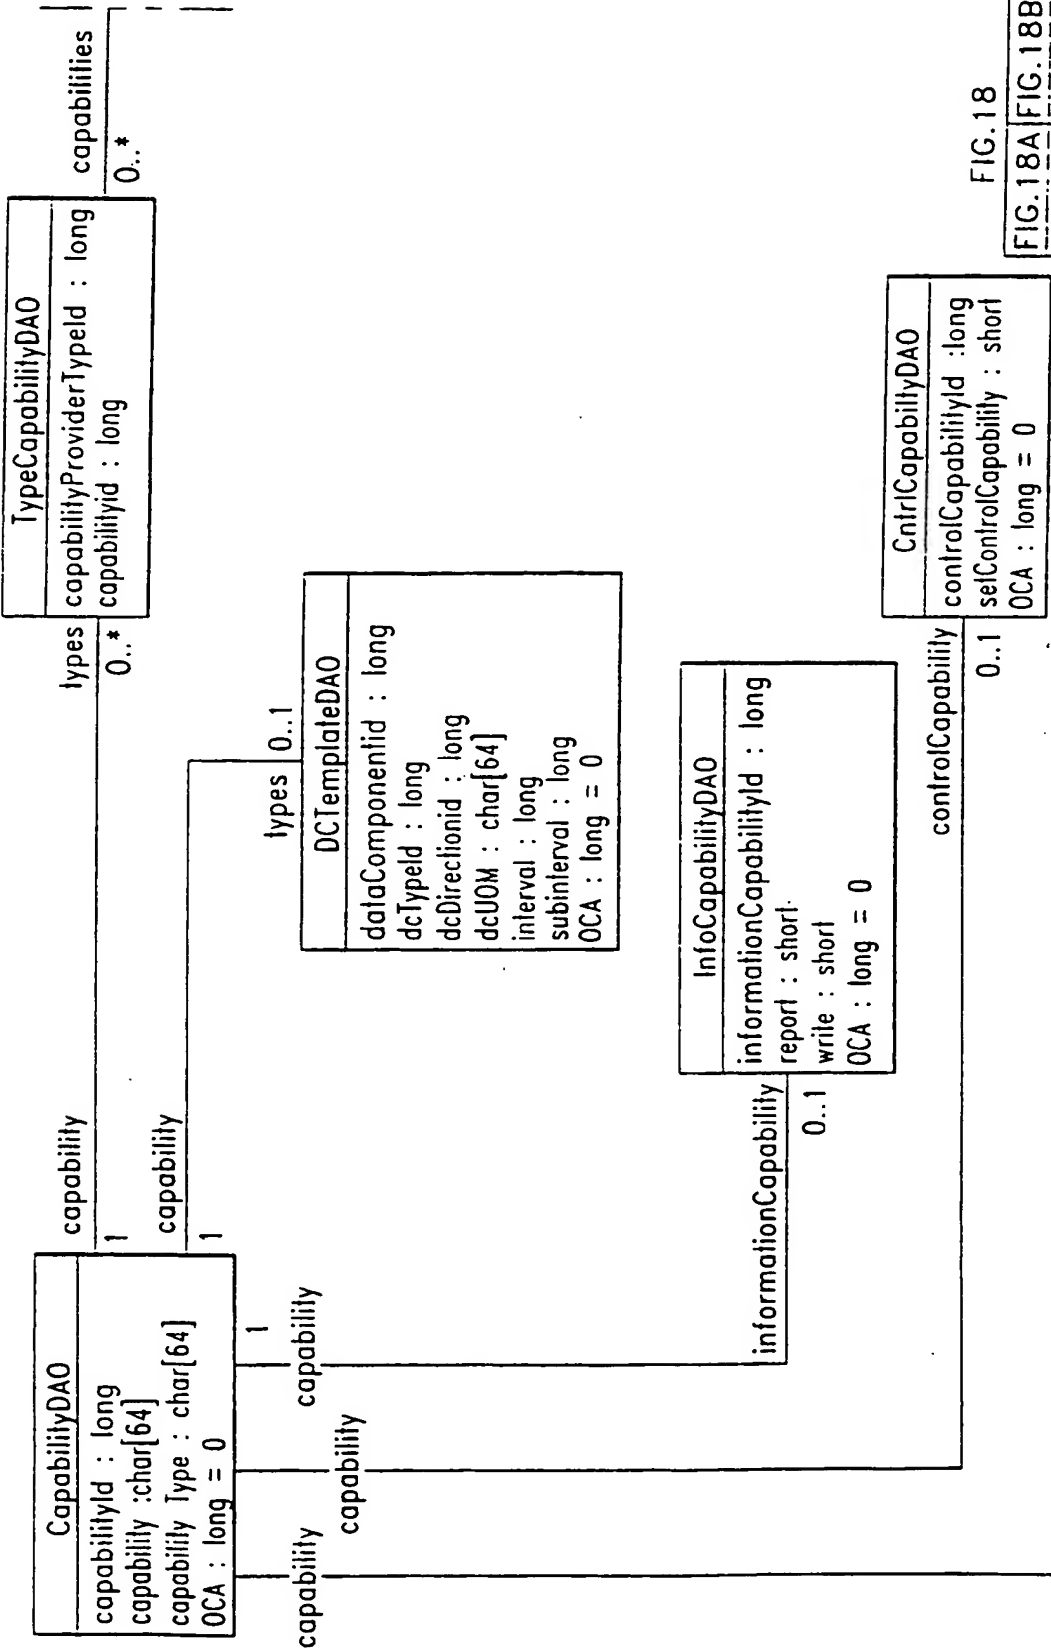 CapabilityDAO
capabilityId : long
capability :char[64]
capability Type : char[64]
OCA : long = 0
capability
1
types
0..*
TypeCapabilityDAO
capabilityProviderTypeId : long
capabilityid : long
capabilities
0..*
capability
1
types 0..1
DCTemplateDAO
dataComponentid : long
dcTypeId : long
dcDirectionid : long
dcUOM : char[64]
interval : long
subinterval : long
OCA : long = 0
1
capability
informationCapability
0..1
InfoCapabilityDAO
informationCapabilityId : long
report : short
write : short
OCA : long = 0
capability
controlCapability
0..1
CntrlCapabiltyDAO
controlCapabilityId :long
setControlCapability : short
OCA : long = 0
capability
FIG.18
FIG.18A FIG.18B